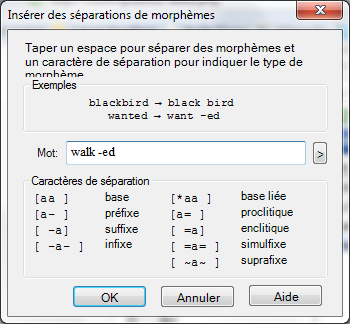 Insérer des séparations de morphèmes
Taper un espace pour séparer des morphèmes et
un caractère de séparation pour indiquer le type de
morphème.
Exemples
blackbird → black bird
wanted → want -ed
Mot: walk -ed >
Caractères de séparation
[aa ] base [*aa ] base liée
[a- ] préfixe [a= ] proclitique
[ -a] suffixe [ =a] enclitique
[ -a- ] infixe [ =a= ] simulfixe
[ ~a~ ] suprafixe
OK Annuler Aide